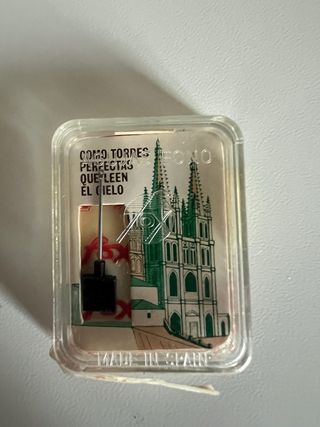 COMO TORRES
PERFECTAS
QUE LEEN
EL CIELO
MADE IN SPAIN